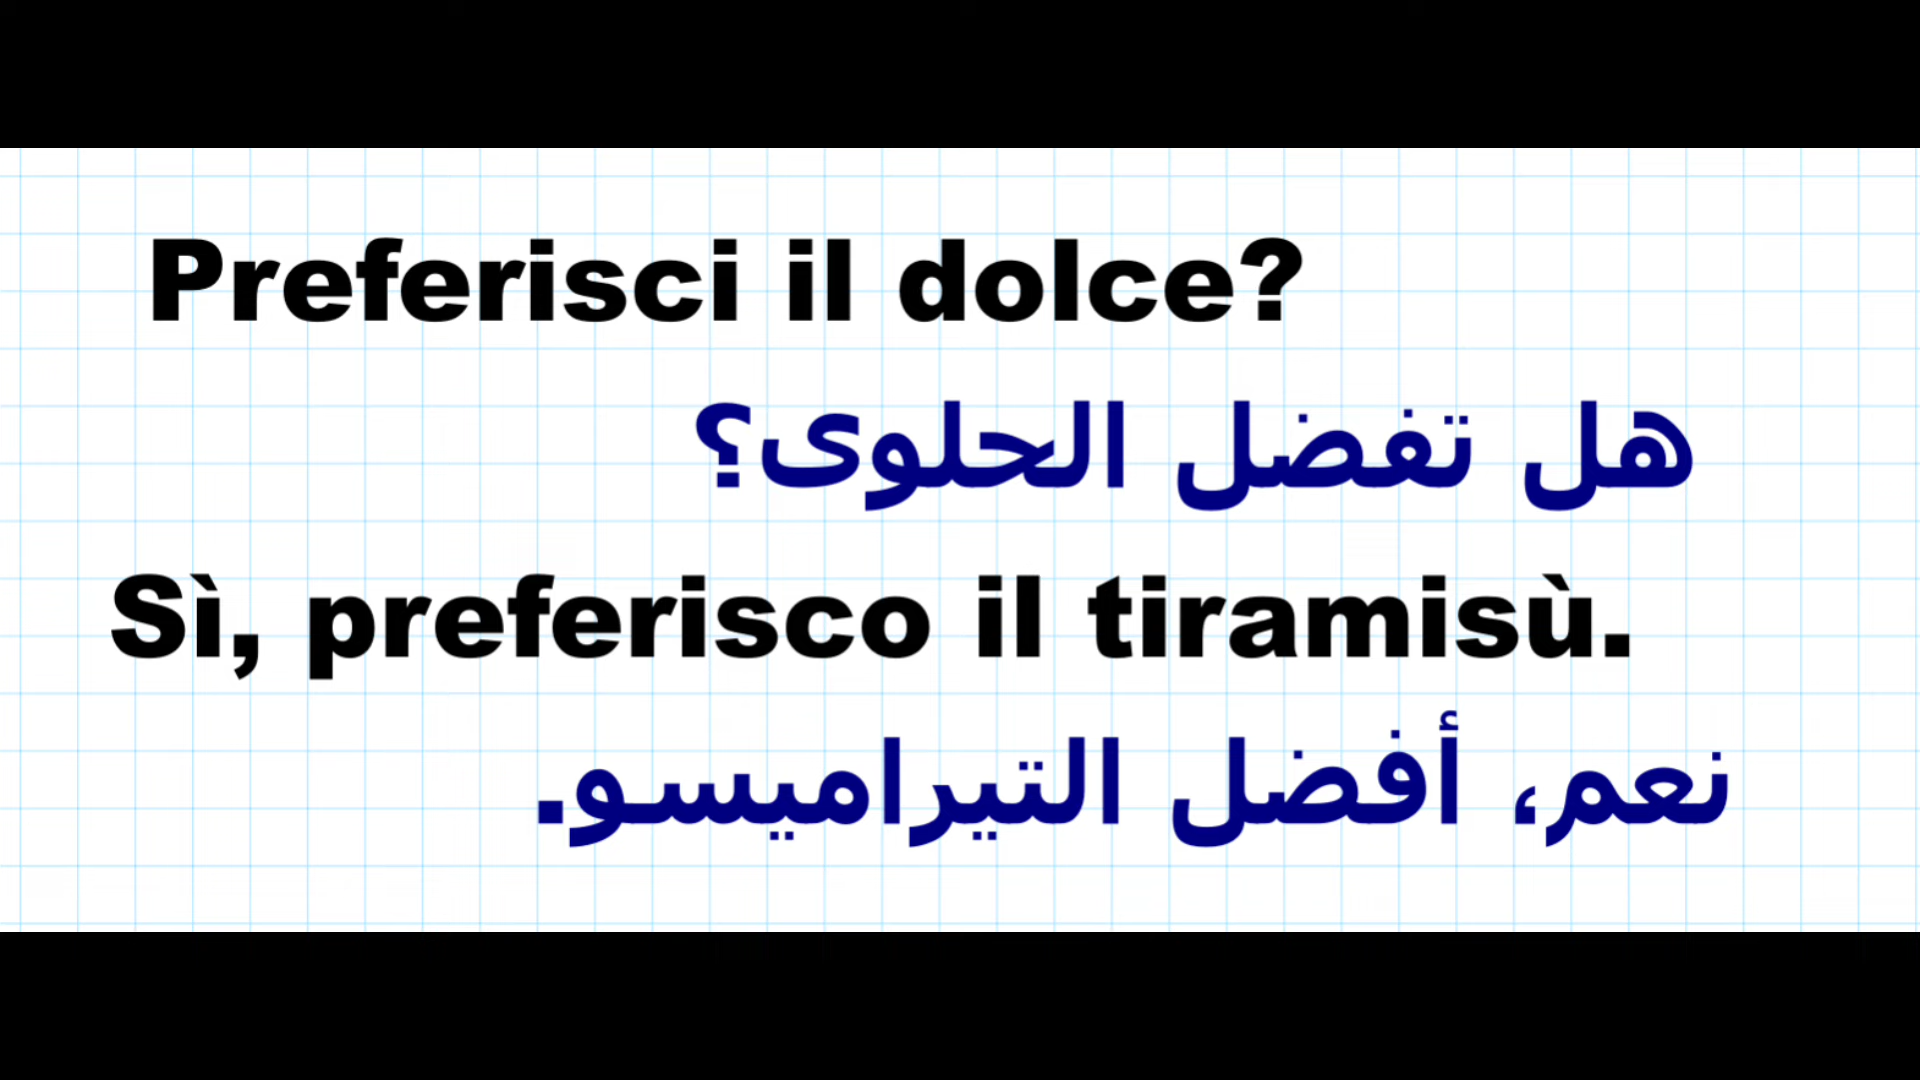 Preferisci il dolce?
هل تفضل الحلوى؟
Sì, preferisco il tiramisù.
نعم، أفضل التيراميسو.